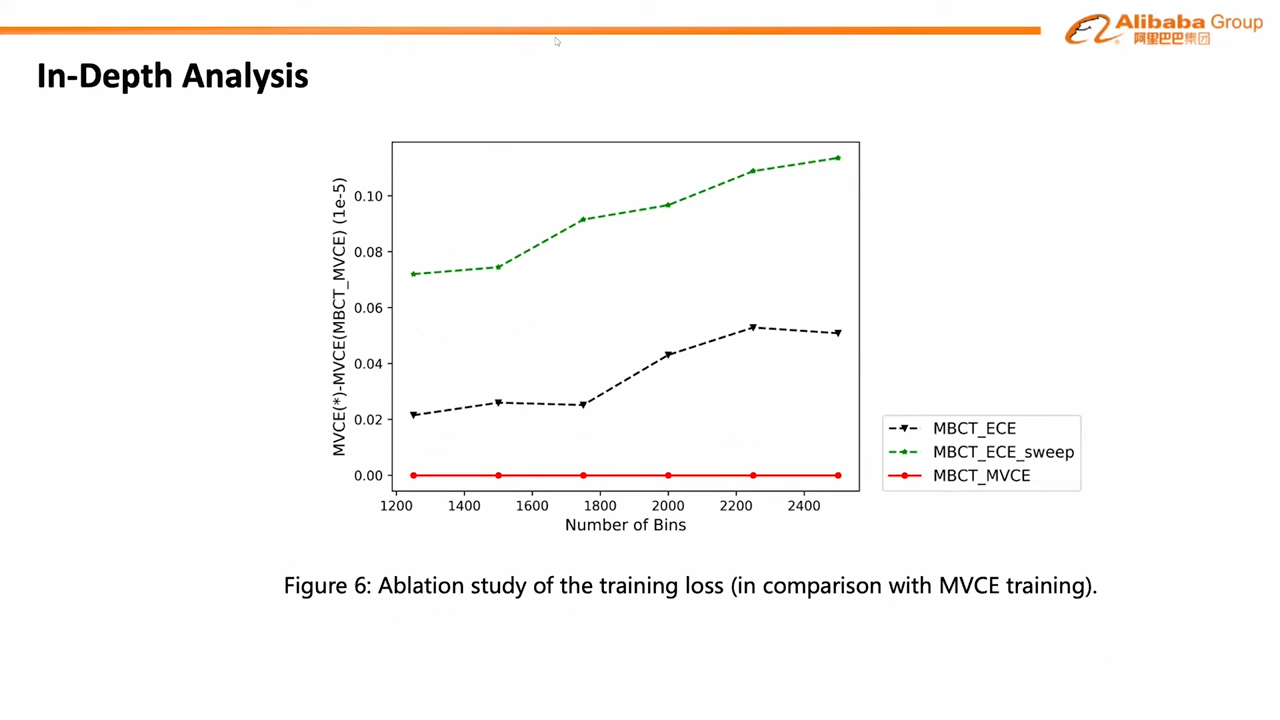 Alibaba Group
阿里巴巴集团
In-Depth Analysis
MVCE(*)-MVCE(MBCT_MVCE) (1e-5)
0.10
0.08
0.06
0.04
0.02
0.00
1200 1400 1600 1800 2000 2200 2400
Number of Bins
MBCT_ECE
MBCT_ECE_sweep
MBCT_MVCE
Figure 6: Ablation study of the training loss (in comparison with MVCE training).